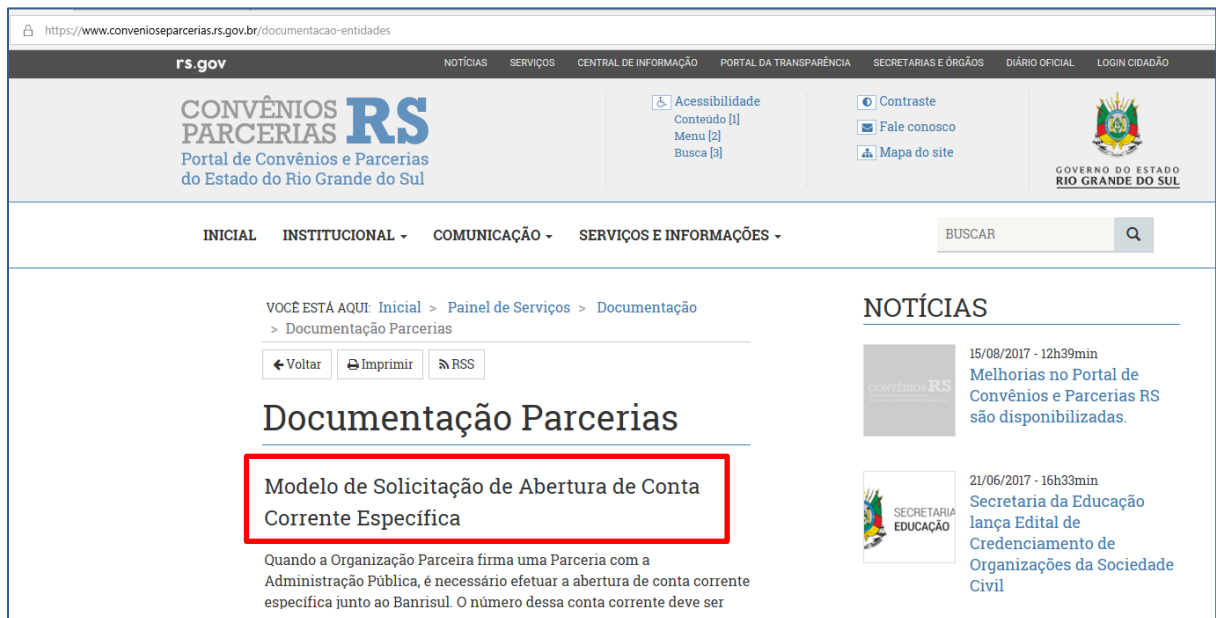 https://www.convenioseparcerias.rs.gov.br/documentacao-entidades
rs.gov
NOTÍCIAS SERVIÇOS CENTRAL DE INFORMAÇÃO PORTAL DA TRANSPARÊNCIA SECRETARIAS E ÓRGÃOS DIÁRIO OFICIAL LOGIN CIDADÃO
CONVÊNIOS
PARCERIAS RS
Portal de Convênios e Parcerias
do Estado do Rio Grande do Sul
Acessibilidade
Conteúdo [1]
Menu [2]
Busca [3]
Contraste
Fale conosco
Mapa do site
GOVERNO DO ESTADO
RIO GRANDE DO SUL
INICIAL INSTITUCIONAL COMUNICAÇÃO SERVIÇOS E INFORMAÇÕES
BUSCAR
VOCÊ ESTÁ AQUI: Inicial > Painel de Serviços > Documentação
> Documentação Parcerias
Voltar Imprimir RSS
Documentação Parcerias
Modelo de Solicitação de Abertura de Conta
Corrente Específica
Quando a Organização Parceira firma uma Parceria com a
Administração Pública, é necessário efetuar a abertura de conta corrente
específica junto ao Banrisul. O número dessa conta corrente deve ser
NOTÍCIAS
CONVÊNIOS RS
15/08/2017 - 12h39min
Melhorias no Portal de
Convênios e Parcerias RS
são disponibilizadas.
SECRETARIA
EDUCAÇÃO
21/06/2017 - 16h33min
Secretaria da Educação
lança Edital de
Credenciamento de
Organizações da Sociedade
Civil